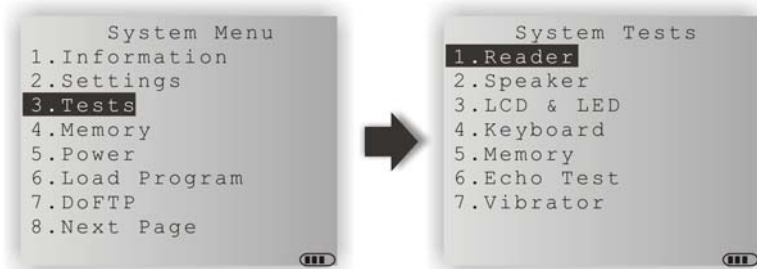 System Menu
1.Information
2.Settings
3.Tests
4.Memory
5.Power
6.Load Program
7.DoFTP
8.Next Page
System Tests
1.Reader
2.Speaker
3.LCD & LED
4.Keyboard
5.Memory
6.Echo Test
7.Vibrator